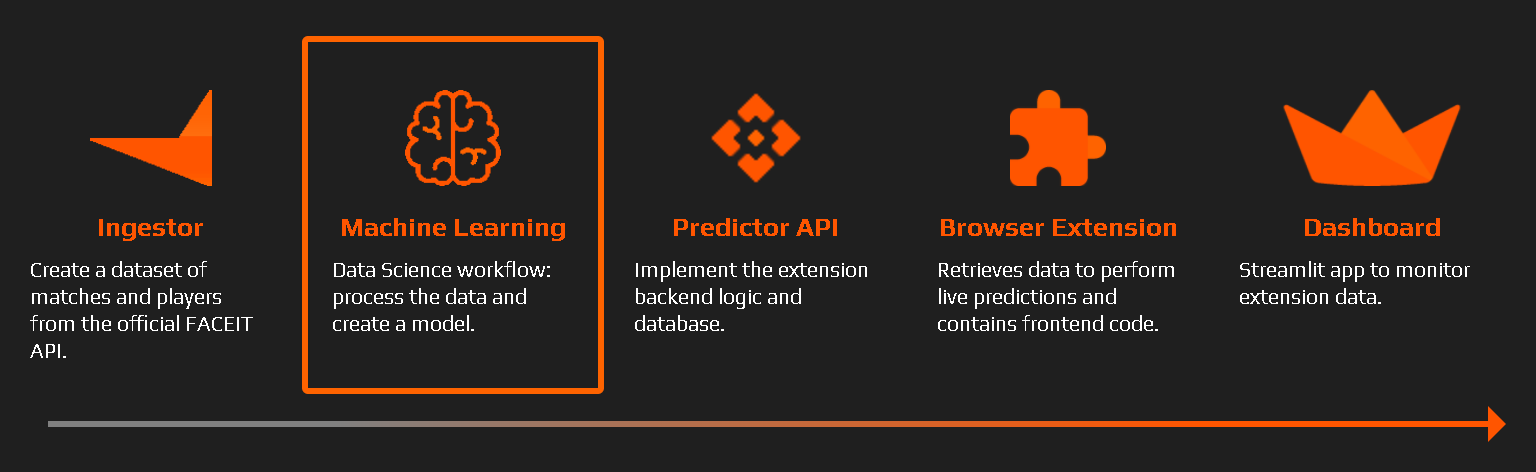 Ingestor
Create a dataset of
matches and players
from the official FACEIT
API.
Machine Learning
Data Science workflow:
process the data and
create a model.
Predictor API
Implement the extension
backend logic and
database.
Browser Extension
Retrieves data to perform
live predictions and
contains frontend code.
Dashboard
Streamlit app to monitor
extension data.